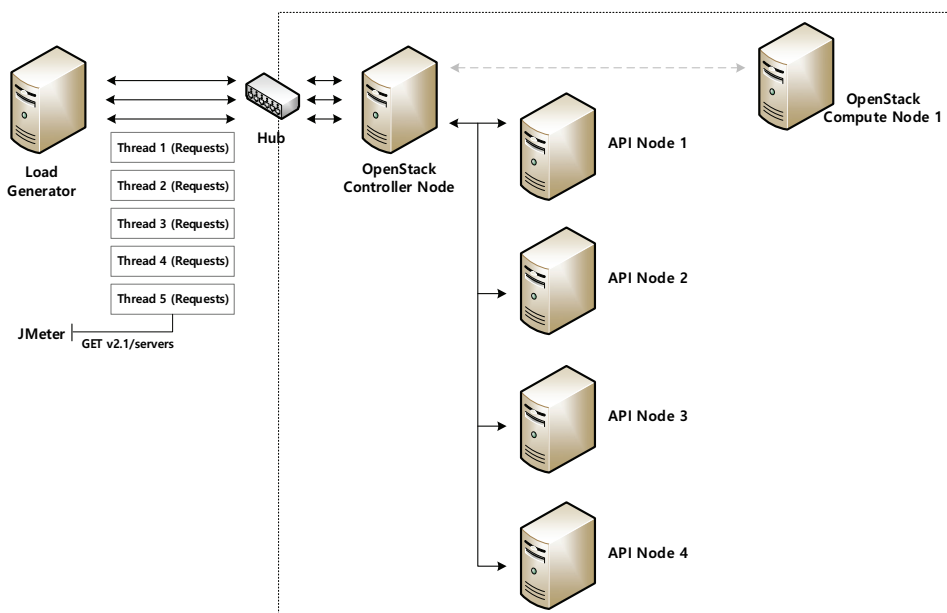 Load
Generator
Thread 1 (Requests)
Thread 2 (Requests)
Thread 3 (Requests)
Thread 4 (Requests)
Thread 5 (Requests)
JMeter
GET v2.1/servers
Hub
OpenStack
Controller Node
API Node 1
API Node 2
API Node 3
API Node 4
OpenStack
Compute Node 1